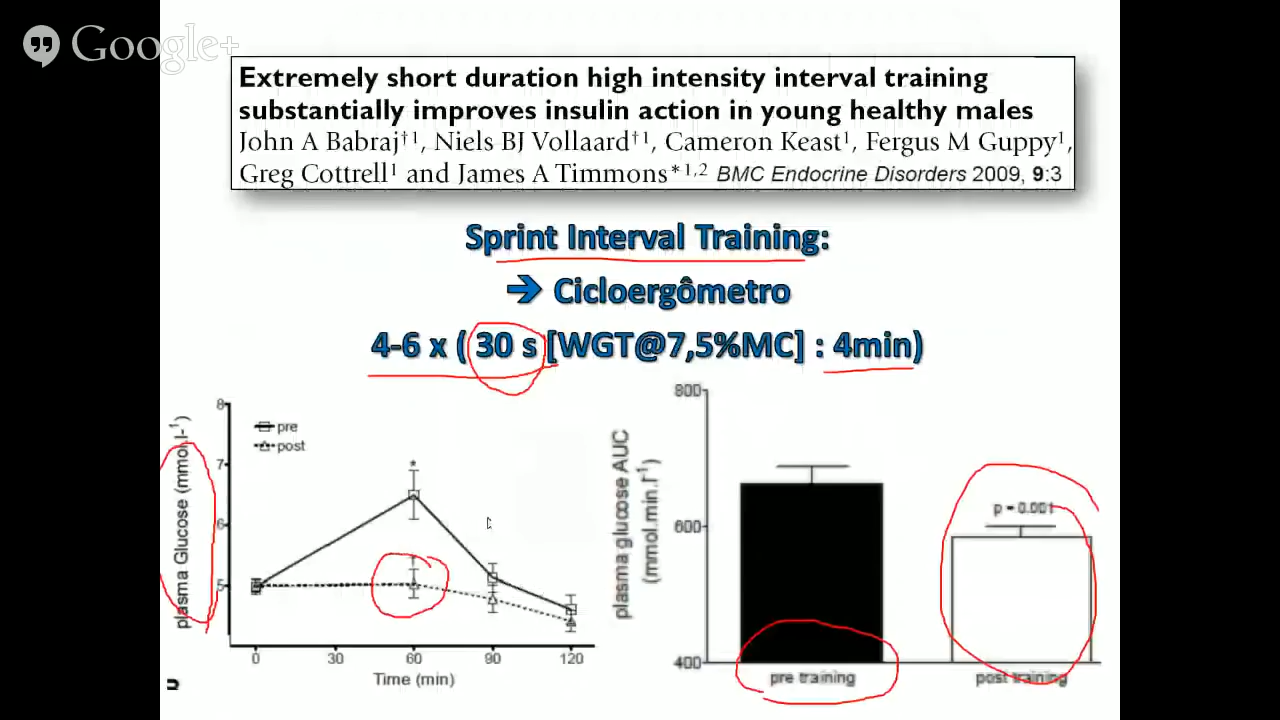 Google+
Extremely short duration high intensity interval training
substantially improves insulin action in young healthy males
John A Babraj†1, Niels BJ Vollaard†1, Cameron Keast1, Fergus M Guppy1,
Greg Cottrell1 and James A Timmons*1,2 BMC Endocrine Disorders 2009, 9:3
Sprint Interval Training:
➔ Cicloergômetro
4-6 x ( 30 s [WGT@7,5%MC] : 4min)
plasma Glucose (mmol.l-1)
8
7
6
5
pre
post
*
*
0 30 60 90 120
Time (min)
plasma glucose AUC
(mmol.min.l-1)
800
600
400
p = 0.001
pre training
post training